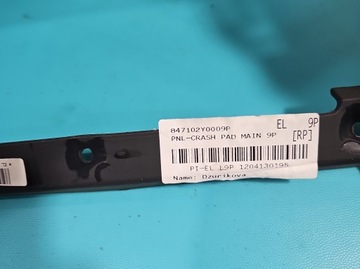 847102Y0009P EL 9P
PNL-CRASH PAD MAIN 9P [RP]
PI-EL L9P 1204130195
Name: Dzurikova